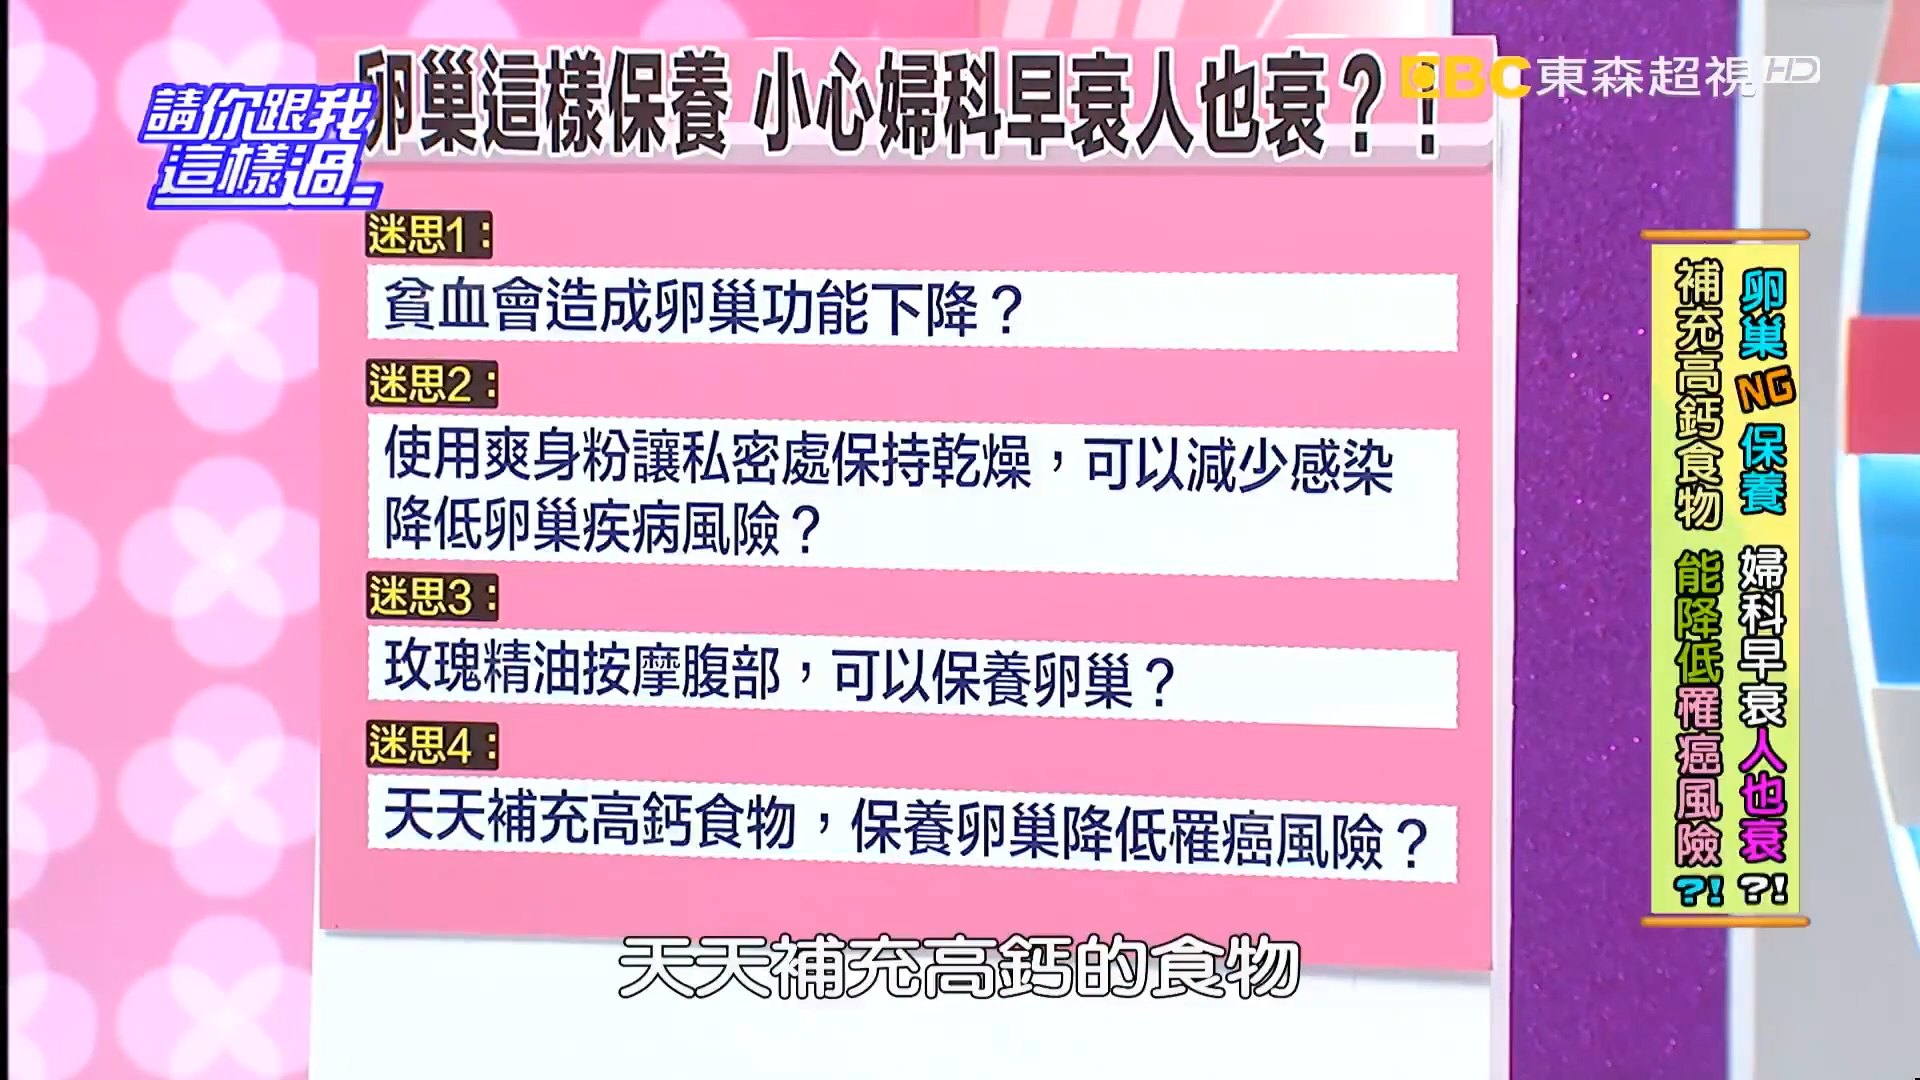 卵巢這樣保養 小心婦科早衰人也衰?!
請你跟我
這樣過
EBC東森超視HD
迷思1:
貧血會造成卵巢功能下降?
迷思2:
使用爽身粉讓私密處保持乾燥,可以減少感染
降低卵巢疾病風險?
迷思3:
玫瑰精油按摩腹部,可以保養卵巢?
迷思4:
天天補充高鈣食物,保養卵巢降低罹癌風險?
卵巢NG保養 婦科早衰人也衰?!
補充高鈣食物 能降低罹癌風險?!
天天補充高鈣的食物